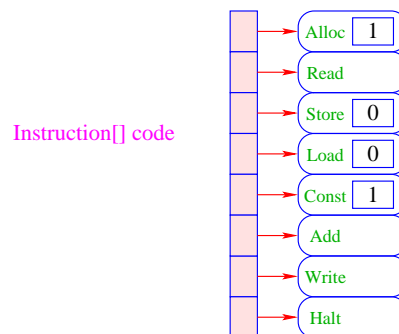 Alloc 1
Read
Store 0
Instruction[] code
Load 0
Const 1
Add
Write
Halt